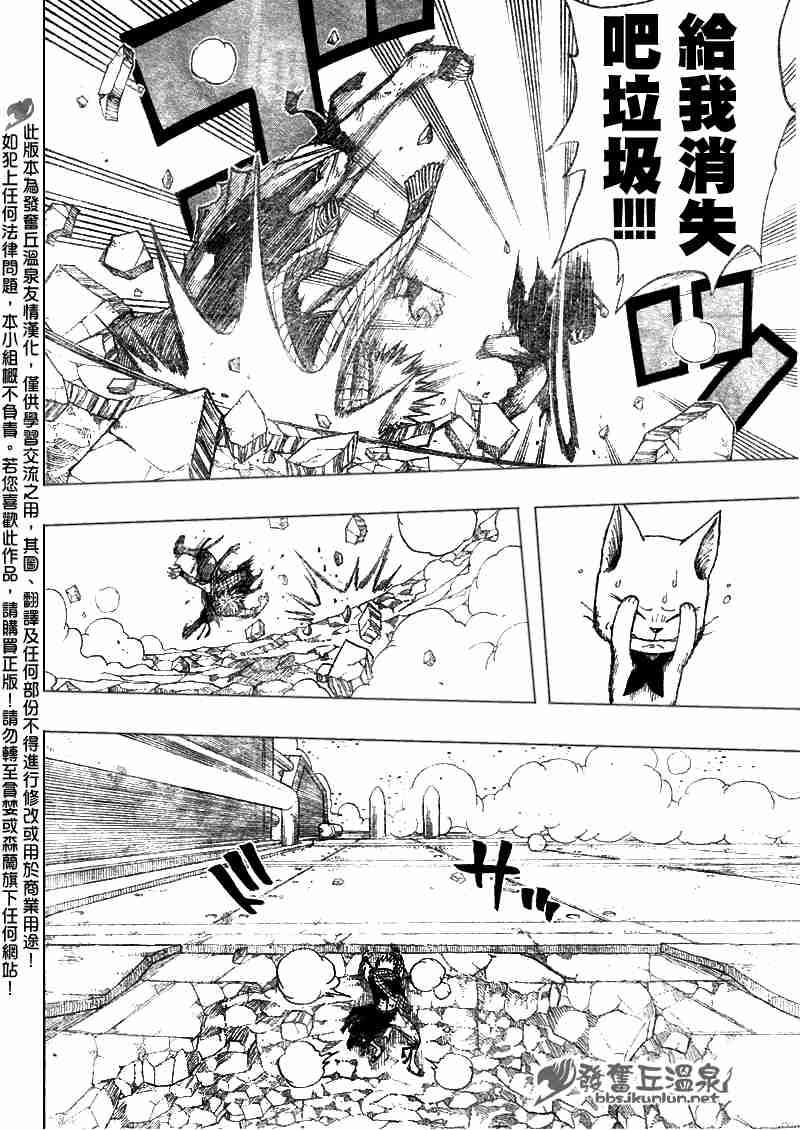 給我消失
吧垃圾!!!!
ドゴッ
ゴ
ゴ
此版本為發奮丘溫泉友情漢化，僅供學習交流之用，其圖、翻譯及任何部份不得進行修改或用於商業用途！
如犯上任何法律問題，本小組概不負責。若您喜歡此作品，請購買正版！請勿轉至貪婪或森蘭旗下任何網站！
發奮丘溫泉
bbs.ikunlun.net